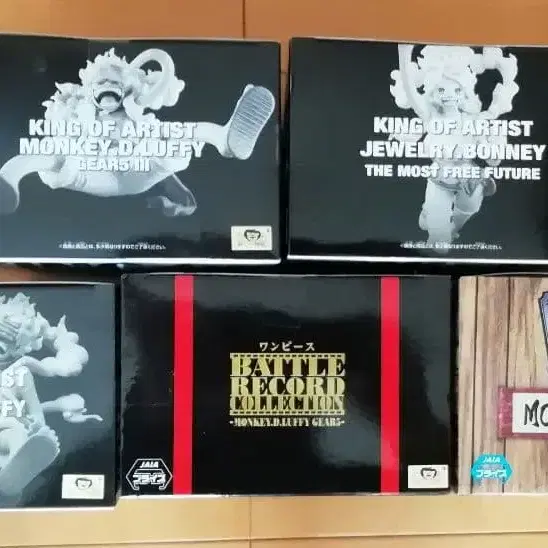 KING OF ARTIST
MONKEY.D.LUFFY
GEAR5 III
KING OF ARTIST
JEWELRY.BONNEY
THE MOST FREE FUTURE
IST
FFY
ワンピース
BATTLE
RECORD
COLLECTION
-MONKEY.D.LUFFY GEAR5-
JAIA
プライズ
MO
JAIA
プライズ